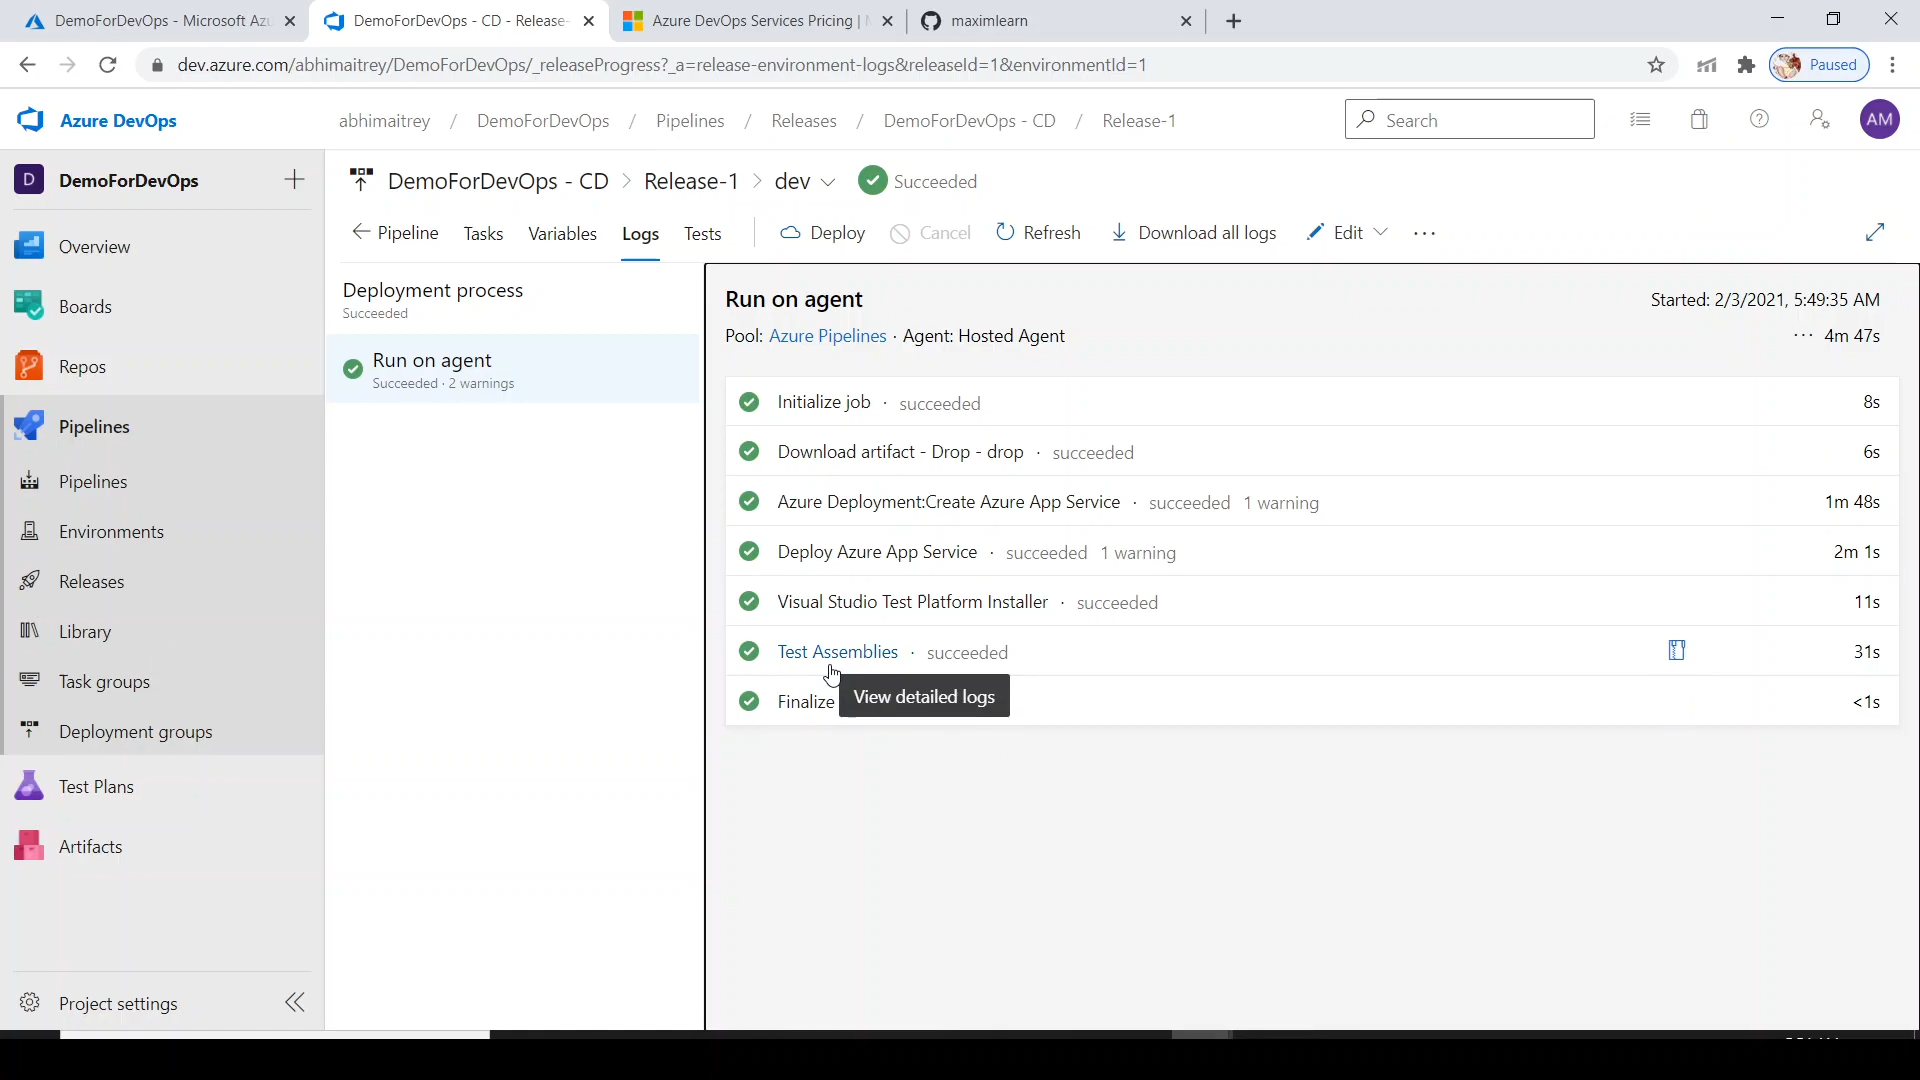 DemoForDevOps - Microsoft Az
DemoForDevOps - CD - Release-
Azure DevOps Services Pricing |
maximlearn
dev.azure.com/abhimaitrey/DemoForDevOps/_releaseProgress?_a=release-environment-logs&releaseId=1&environmentId=1
Paused
Azure DevOps
abhimaitrey / DemoForDevOps / Pipelines / Releases / DemoForDevOps - CD / Release-1
Search
AM
D DemoForDevOps
Overview
Boards
Repos
Pipelines
Pipelines
Environments
Releases
Library
Task groups
Deployment groups
Test Plans
Artifacts
Project settings
DemoForDevOps - CD > Release-1 > dev Succeeded
Pipeline Tasks Variables Logs Tests Deploy Cancel Refresh Download all logs Edit ...
Deployment process
Succeeded
Run on agent
Succeeded · 2 warnings
Run on agent
Started: 2/3/2021, 5:49:35 AM
Pool: Azure Pipelines · Agent: Hosted Agent
... 4m 47s
Initialize job · succeeded 8s
Download artifact - Drop - drop · succeeded 6s
Azure Deployment:Create Azure App Service · succeeded 1 warning 1m 48s
Deploy Azure App Service · succeeded 1 warning 2m 1s
Visual Studio Test Platform Installer · succeeded 11s
Test Assemblies · succeeded 31s
Finalize <1s
View detailed logs